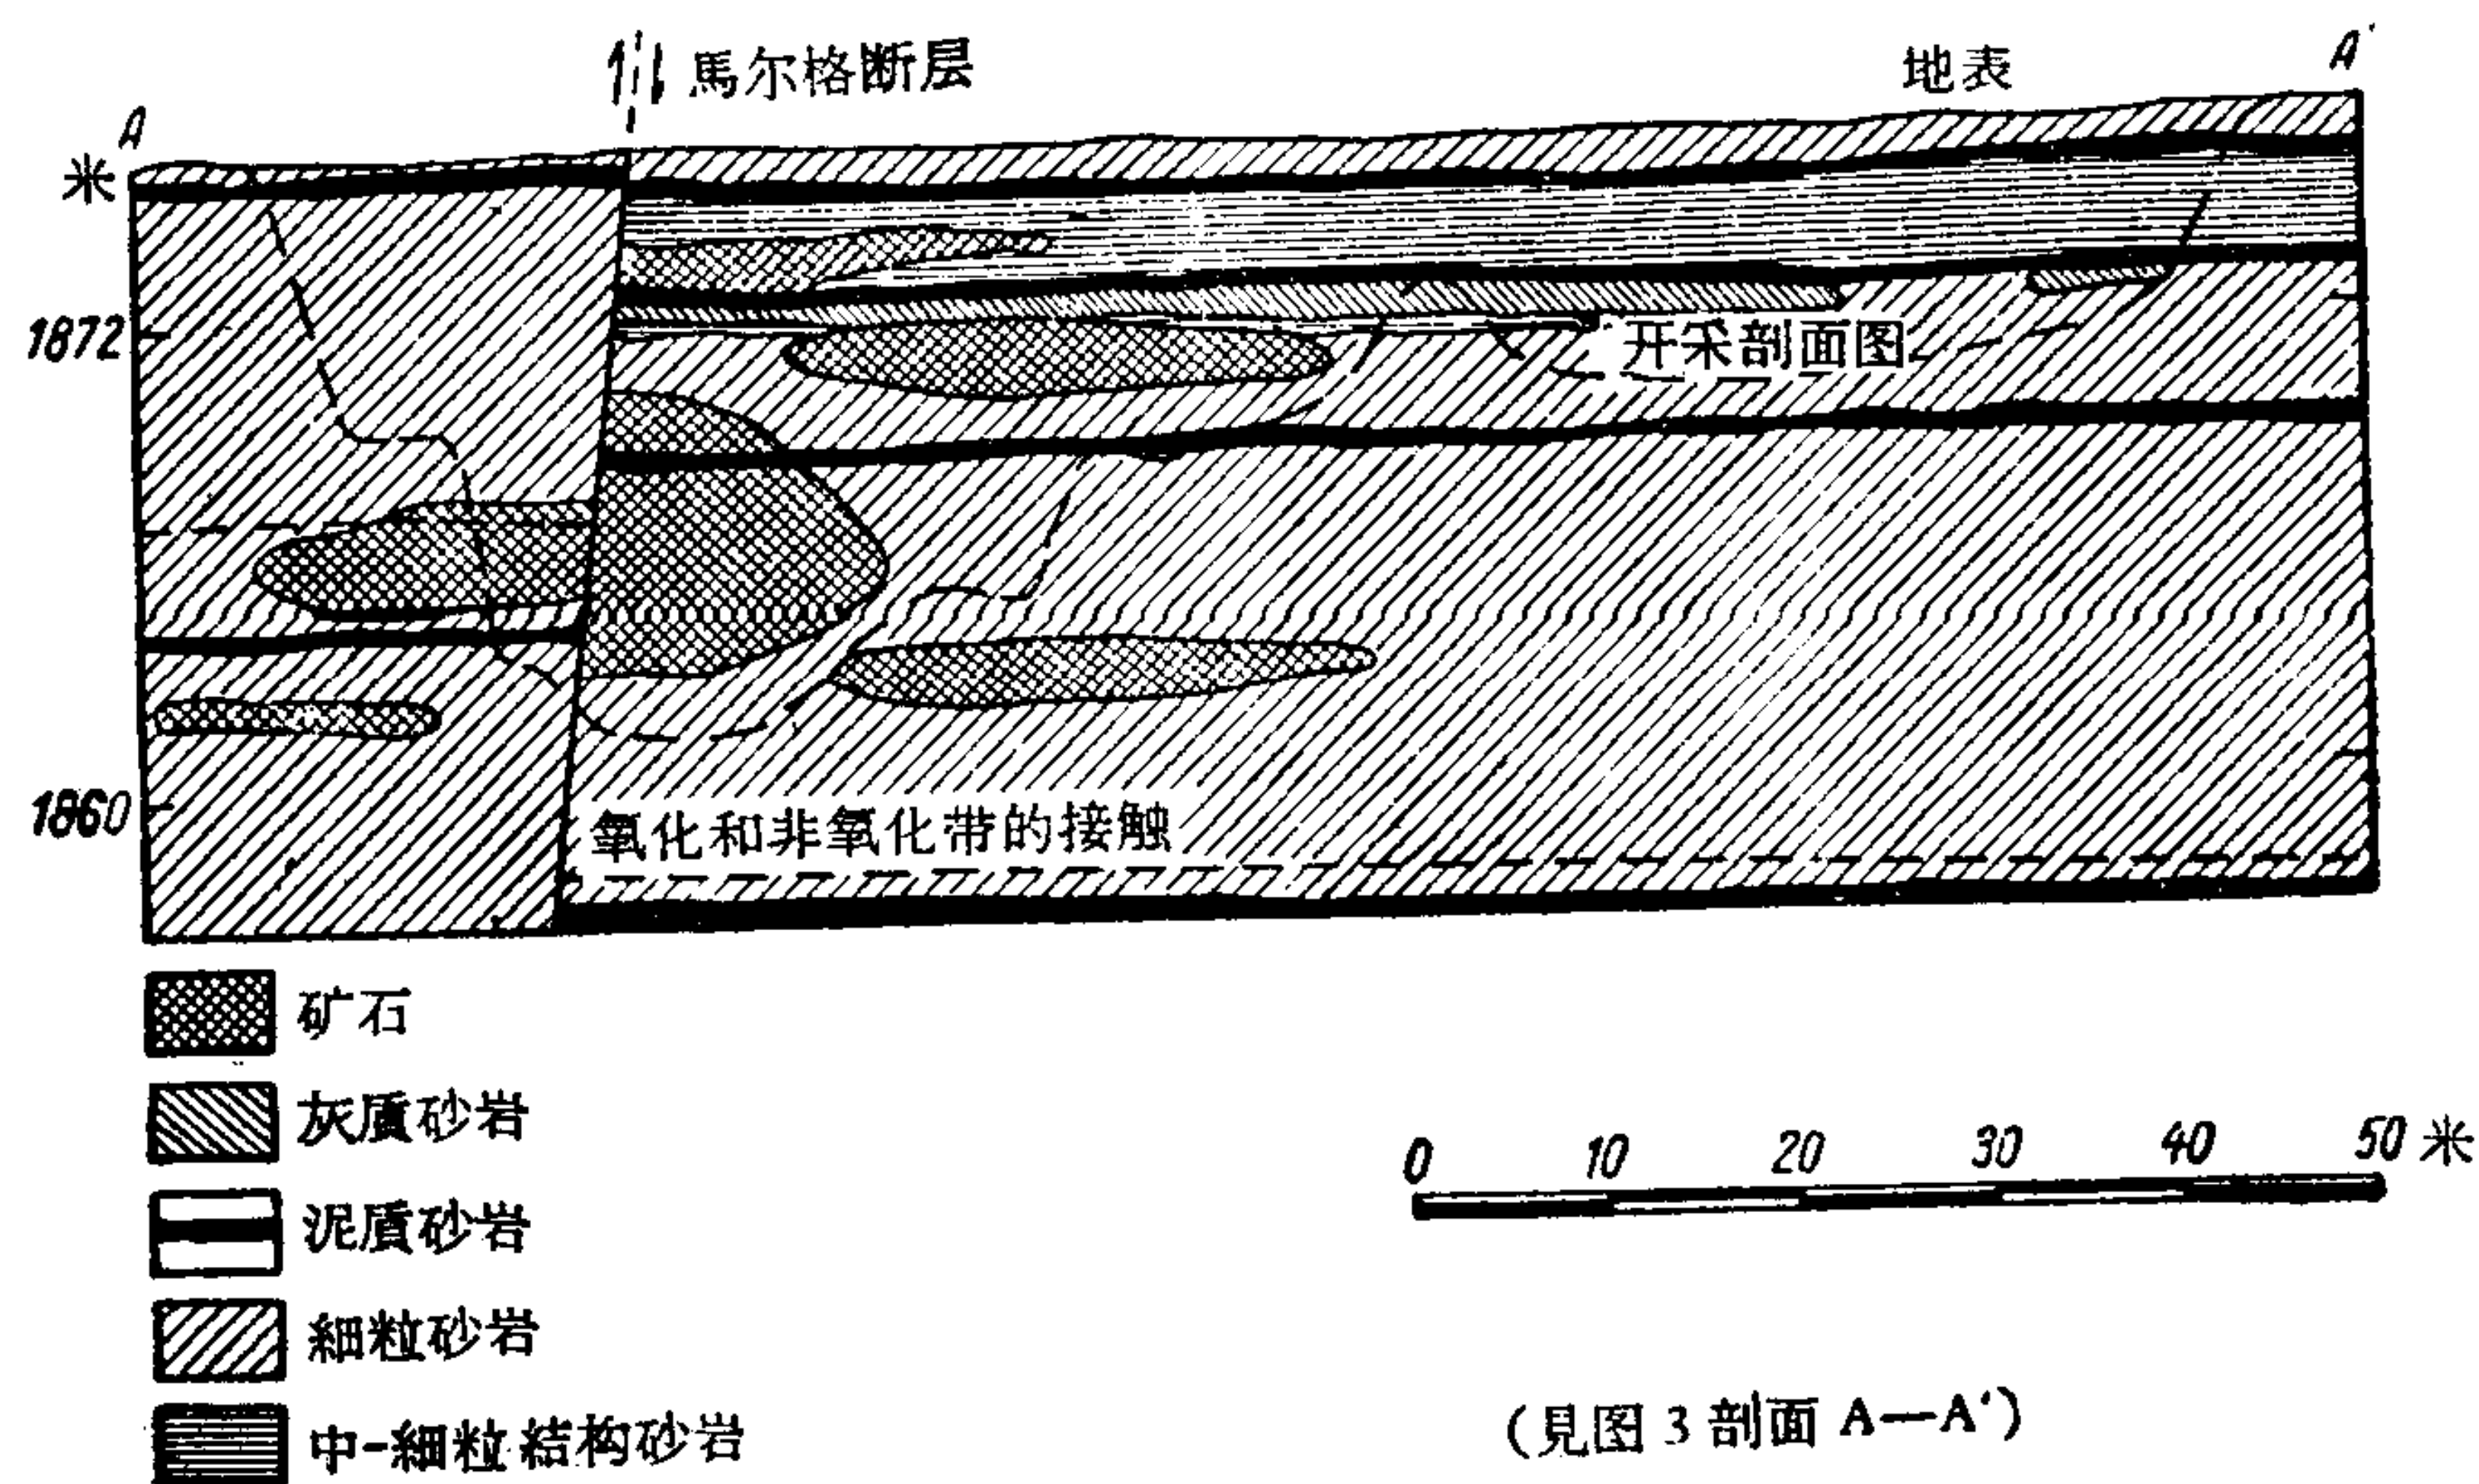 馬尔格断层
地表
A
A'
米
1872
开采剖面图
1860
氧化和非氧化带的接触
矿石
灰質砂岩
泥質砂岩
細粒砂岩
中-細粒結构砂岩
0 10 20 30 40 50 米
(見图 3 剖面 A—A')